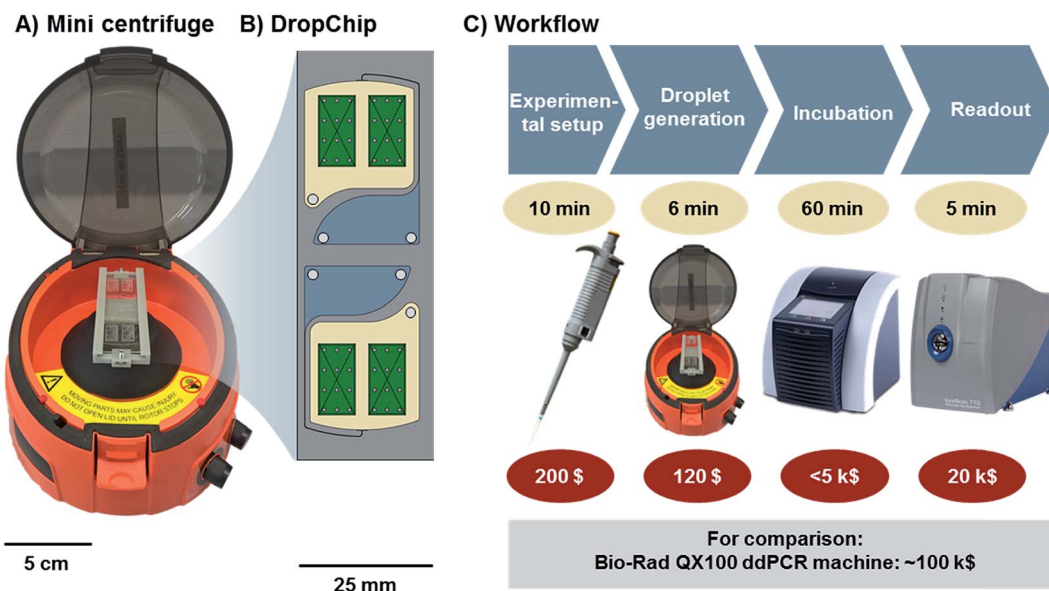 A) Mini centrifuge
B) DropChip
C) Workflow
Experimen-
tal setup
Droplet
generation
Incubation
Readout
10 min
6 min
60 min
5 min
MOVING PARTS MAY CAUSE INJURY
DO NOT OPEN LID UNTIL ROTOR STOPS
200 $
120 $
<5 k$
20 k$
For comparison:
Bio-Rad QX100 ddPCR machine: ~100 k$
5 cm
25 mm